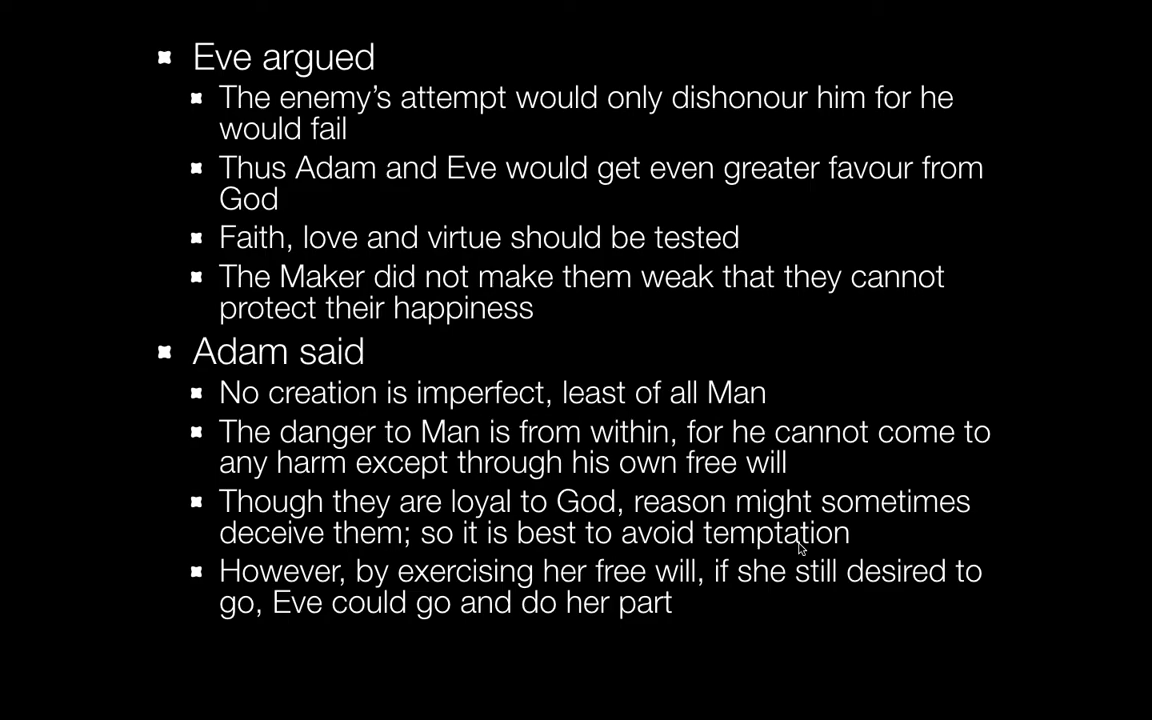 Eve argued
The enemy's attempt would only dishonour him for he
would fail
Thus Adam and Eve would get even greater favour from
God
Faith, love and virtue should be tested
The Maker did not make them weak that they cannot
protect their happiness
Adam said
No creation is imperfect, least of all Man
The danger to Man is from within, for he cannot come to
any harm except through his own free will
Though they are loyal to God, reason might sometimes
deceive them; so it is best to avoid temptation
However, by exercising her free will, if she still desired to
go, Eve could go and do her part